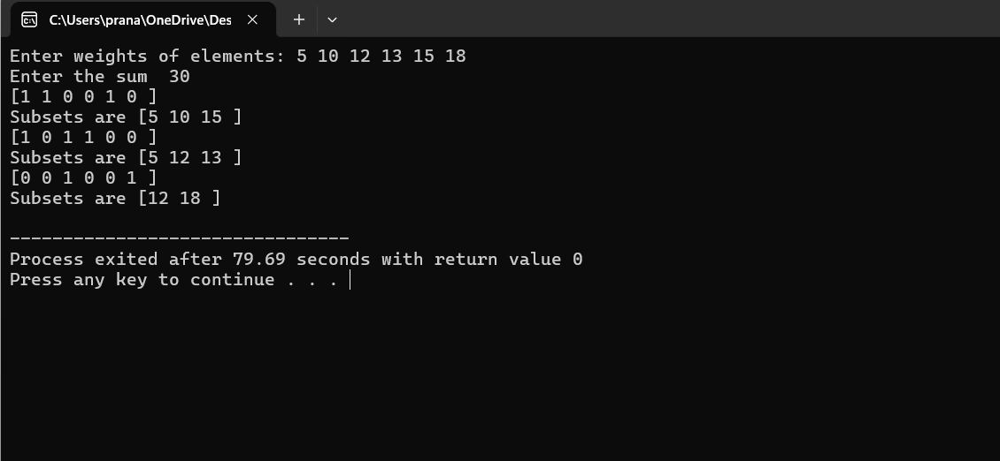 C:\Users\prana\OneDrive\Des
Enter weights of elements: 5 10 12 13 15 18
Enter the sum  30
[1 1 0 0 1 0 ]
Subsets are [5 10 15 ]
[1 0 1 1 0 0 ]
Subsets are [5 12 13 ]
[0 0 1 0 0 1 ]
Subsets are [12 18 ]
--------------------------------
Process exited after 79.69 seconds with return value 0
Press any key to continue . . .